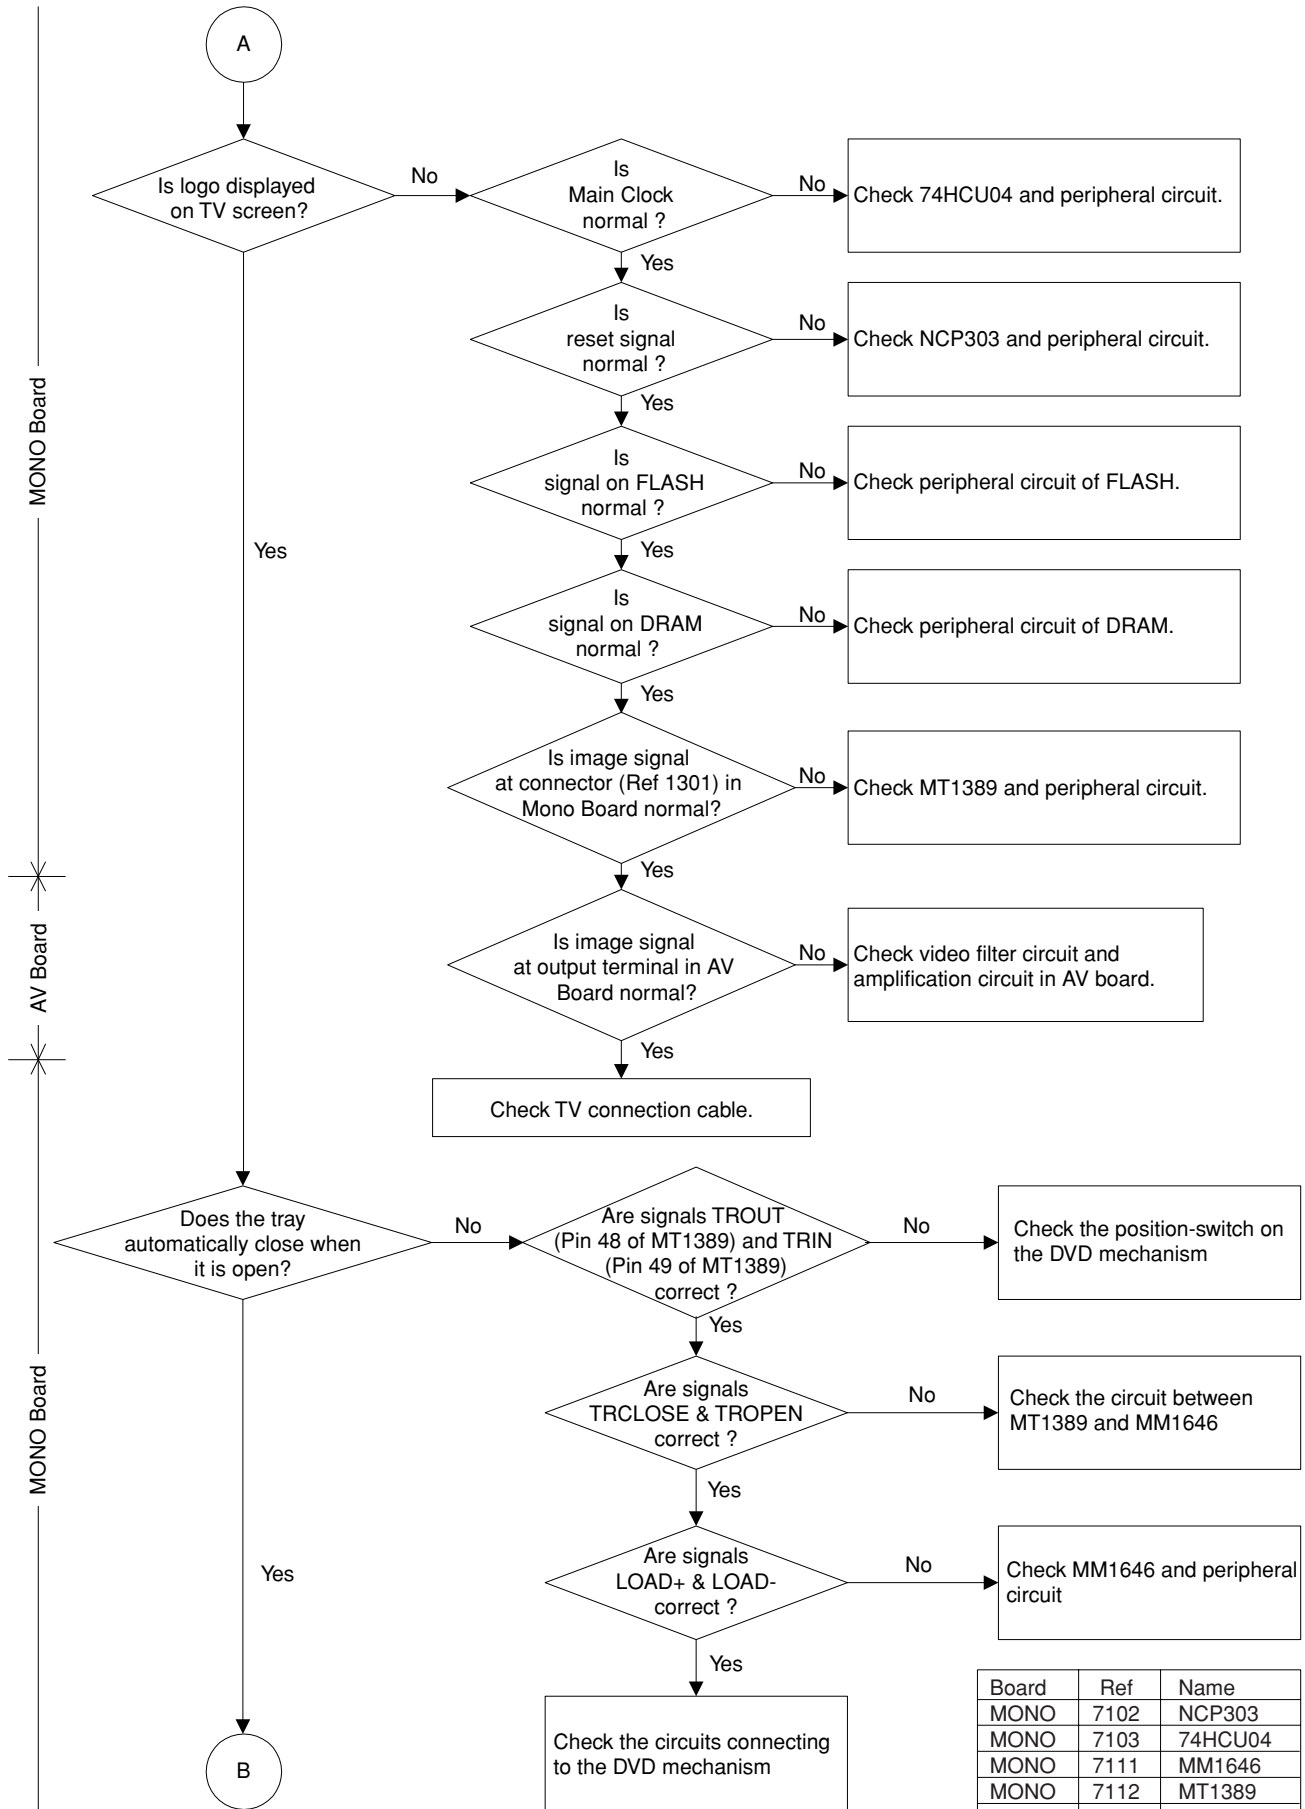 A
Is logo displayed
on TV screen?
No
Is
Main Clock
normal ?
No
Check 74HCU04 and peripheral circuit.
Yes
Is
reset signal
normal ?
No
Check NCP303 and peripheral circuit.
Yes
MONO Board
Is
signal on FLASH
normal ?
No
Check peripheral circuit of FLASH.
Yes
Yes
Is
signal on DRAM
normal ?
No
Check peripheral circuit of DRAM.
Yes
Is image signal
at connector (Ref 1301) in
Mono Board normal?
No
Check MT1389 and peripheral circuit.
Yes
AV Board
Is image signal
at output terminal in AV
Board normal?
No
Check video filter circuit and
amplification circuit in AV board.
Yes
Check TV connection cable.
Does the tray
automatically close when
it is open?
No
Are signals TROUT
(Pin 48 of MT1389) and TRIN
(Pin 49 of MT1389)
correct ?
No
Check the position-switch on
the DVD mechanism
Yes
MONO Board
Are signals
TRCLOSE & TROPEN
correct ?
No
Check the circuit between
MT1389 and MM1646
Yes
Yes
Are signals
LOAD+ & LOAD-
correct ?
No
Check MM1646 and peripheral
circuit
Yes
Check the circuits connecting
to the DVD mechanism
B
Board Ref Name
MONO 7102 NCP303
MONO 7103 74HCU04
MONO 7111 MM1646
MONO 7112 MT1389